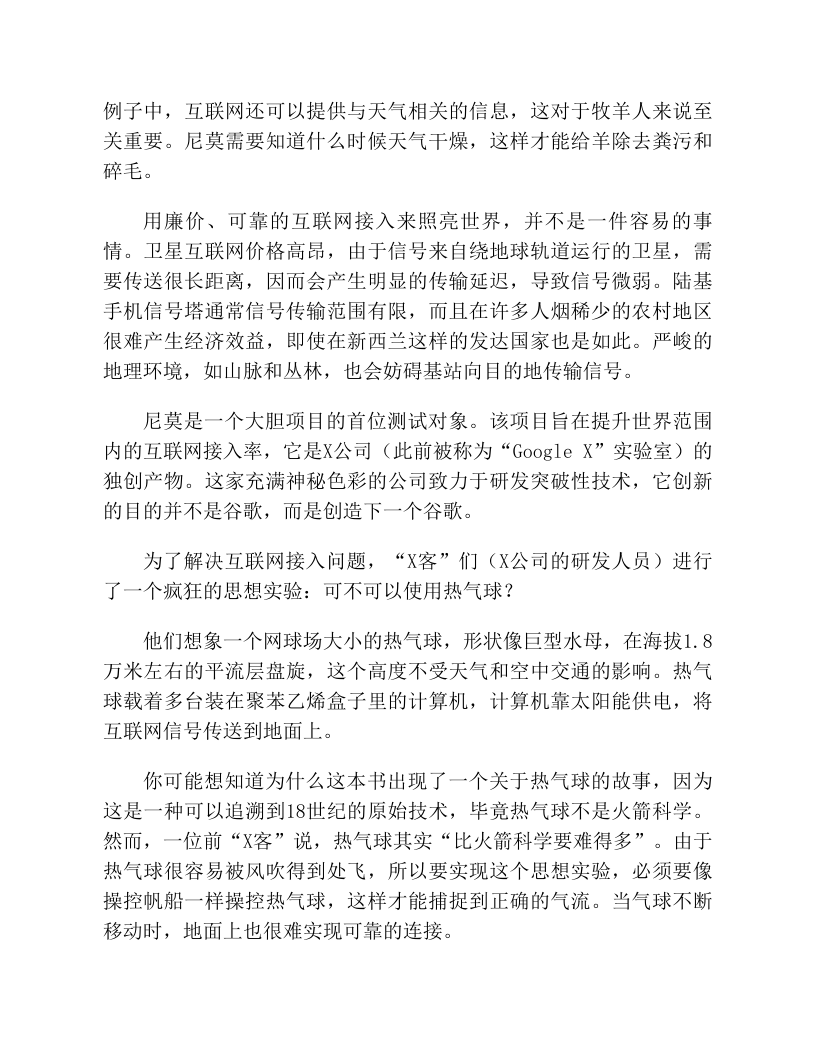 例子中，互联网还可以提供与天气相关的信息，这对于牧羊人来说至
关重要。尼莫需要知道什么时候天气干燥，这样才能给羊除去粪污和
碎毛。
用廉价、可靠的互联网接入来照亮世界，并不是一件容易的事
情。卫星互联网价格高昂，由于信号来自绕地球轨道运行的卫星，需
要传送很长距离，因而会产生明显的传输延迟，导致信号微弱。陆基
手机信号塔通常信号传输范围有限，而且在许多人烟稀少的农村地区
很难产生经济效益，即使在新西兰这样的发达国家也是如此。严峻的
地理环境，如山脉和丛林，也会妨碍基站向目的地传输信号。
尼莫是一个大胆项目的首位测试对象。该项目旨在提升世界范围
内的互联网接入率，它是X公司（此前被称为“Google X”实验室）的
独创产物。这家充满神秘色彩的公司致力于研发突破性技术，它创新
的目的并不是谷歌，而是创造下一个谷歌。
为了解决互联网接入问题，“X客”们（X公司的研发人员）进行
了一个疯狂的思想实验：可不可以使用热气球？
他们想象一个网球场大小的热气球，形状像巨型水母，在海拔1.8
万米左右的平流层盘旋，这个高度不受天气和空中交通的影响。热气
球载着多台装在聚苯乙烯盒子里的计算机，计算机靠太阳能供电，将
互联网信号传送到地面上。
你可能想知道为什么这本书出现了一个关于热气球的故事，因为
这是一种可以追溯到18世纪的原始技术，毕竟热气球不是火箭科学。
然而，一位前“X客”说，热气球其实“比火箭科学要难得多”。由于
热气球很容易被风吹得到处飞，所以要实现这个思想实验，必须要像
操控帆船一样操控热气球，这样才能捕捉到正确的气流。当气球不断
移动时，地面上也很难实现可靠的连接。